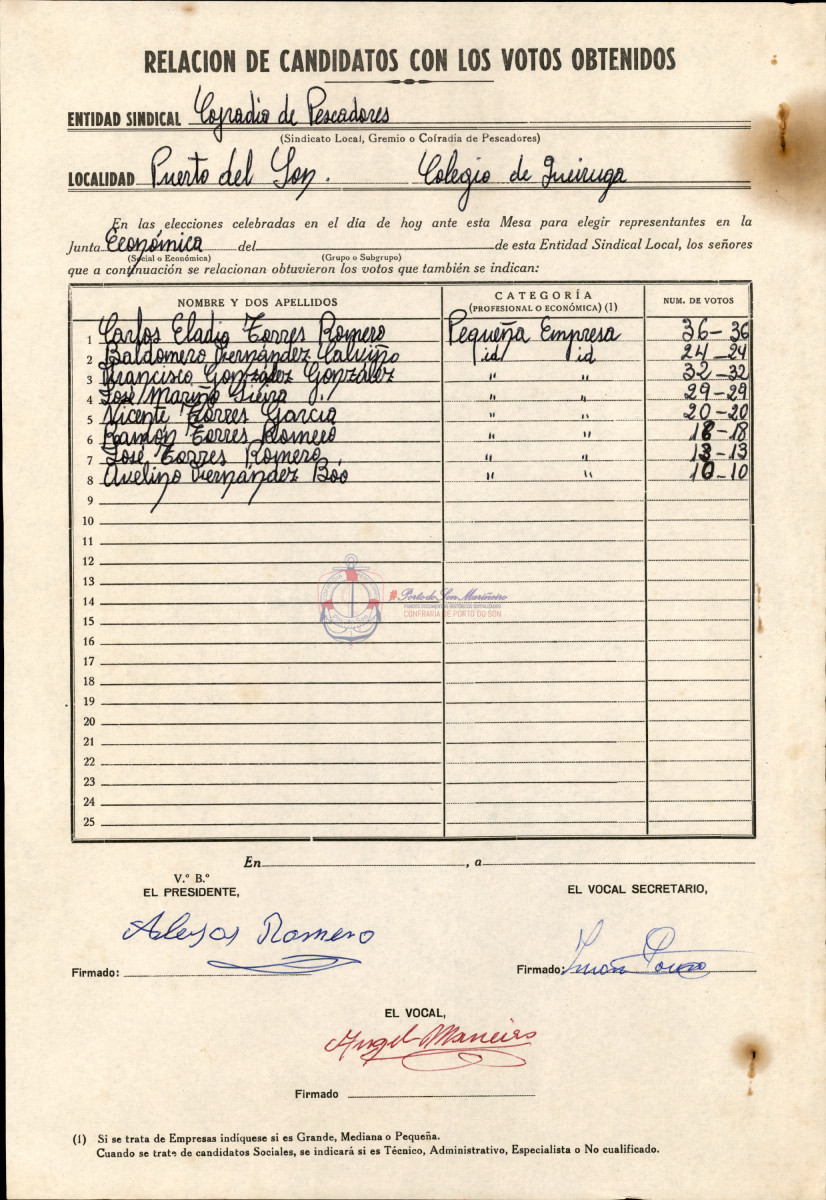 RELACION DE CANDIDATOS CON LOS VOTOS OBTENIDOS
ENTIDAD SINDICAL Cofradia de Pescadores
(Sindicato Local, Gremio o Cofradía de Pescadores)
LOCALIDAD Puerto del Son. Colegio de Queiruga
En las elecciones celebradas en el día de hoy ante esta Mesa para elegir representantes en la
Junta Económica del de esta Entidad Sindical Local, los señores
(Social o Económica) (Grupo o Subgrupo)
que a continuación se relacionan obtuvieron los votos que también se indican:
NOMBRE Y DOS APELLIDOS CATEGORÍA (PROFESIONAL O ECONÓMICA) (1) NUM. DE VOTOS
1 Carlos Eladio Torres Romero Pequeña Empresa 36-36
2 Baldomero Fernández Calviño id id 24-24
3 Francisco González González " " 32-32
4 José Mariño Sieira " " 29-29
5 Vicente Torres García " " 20-20
6 Ramón Torres Romero " " 18-18
7 José Torres Romero " " 13-13
8 Avelino Fernández Boó " " 10-10
9
10
11
12
13
14
15
16
17
18
19
20
21
22
23
24
25
#Porto do Son Mariñeiro
CONFRARÍA DE PORTO DO SON
En , a
V.º B.º
EL PRESIDENTE, EL VOCAL SECRETARIO,
Romero
Firmado: Firmado:
EL VOCAL,
Angel Maneiro
Firmado
(1) Si se trata de Empresas indíquese si es Grande, Mediana o Pequeña.
Cuando se trate de candidatos Sociales, se indicará si es Técnico, Administrativo, Especialista o No cualificado.